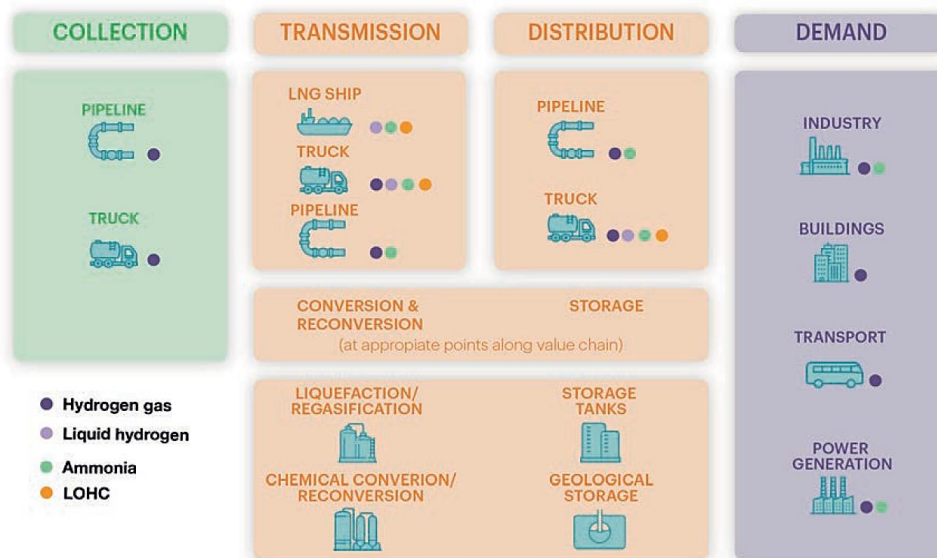 COLLECTION
TRANSMISSION
DISTRIBUTION
DEMAND
PIPELINE
TRUCK
LNG SHIP
TRUCK
PIPELINE
PIPELINE
TRUCK
INDUSTRY
BUILDINGS
TRANSPORT
POWER
GENERATION
CONVERSION &
RECONVERSION
STORAGE
(at appropiate points along value chain)
LIQUEFACTION/
REGASIFICATION
STORAGE
TANKS
CHEMICAL CONVERION/
RECONVERSION
GEOLOGICAL
STORAGE
Hydrogen gas
Liquid hydrogen
Ammonia
LOHC